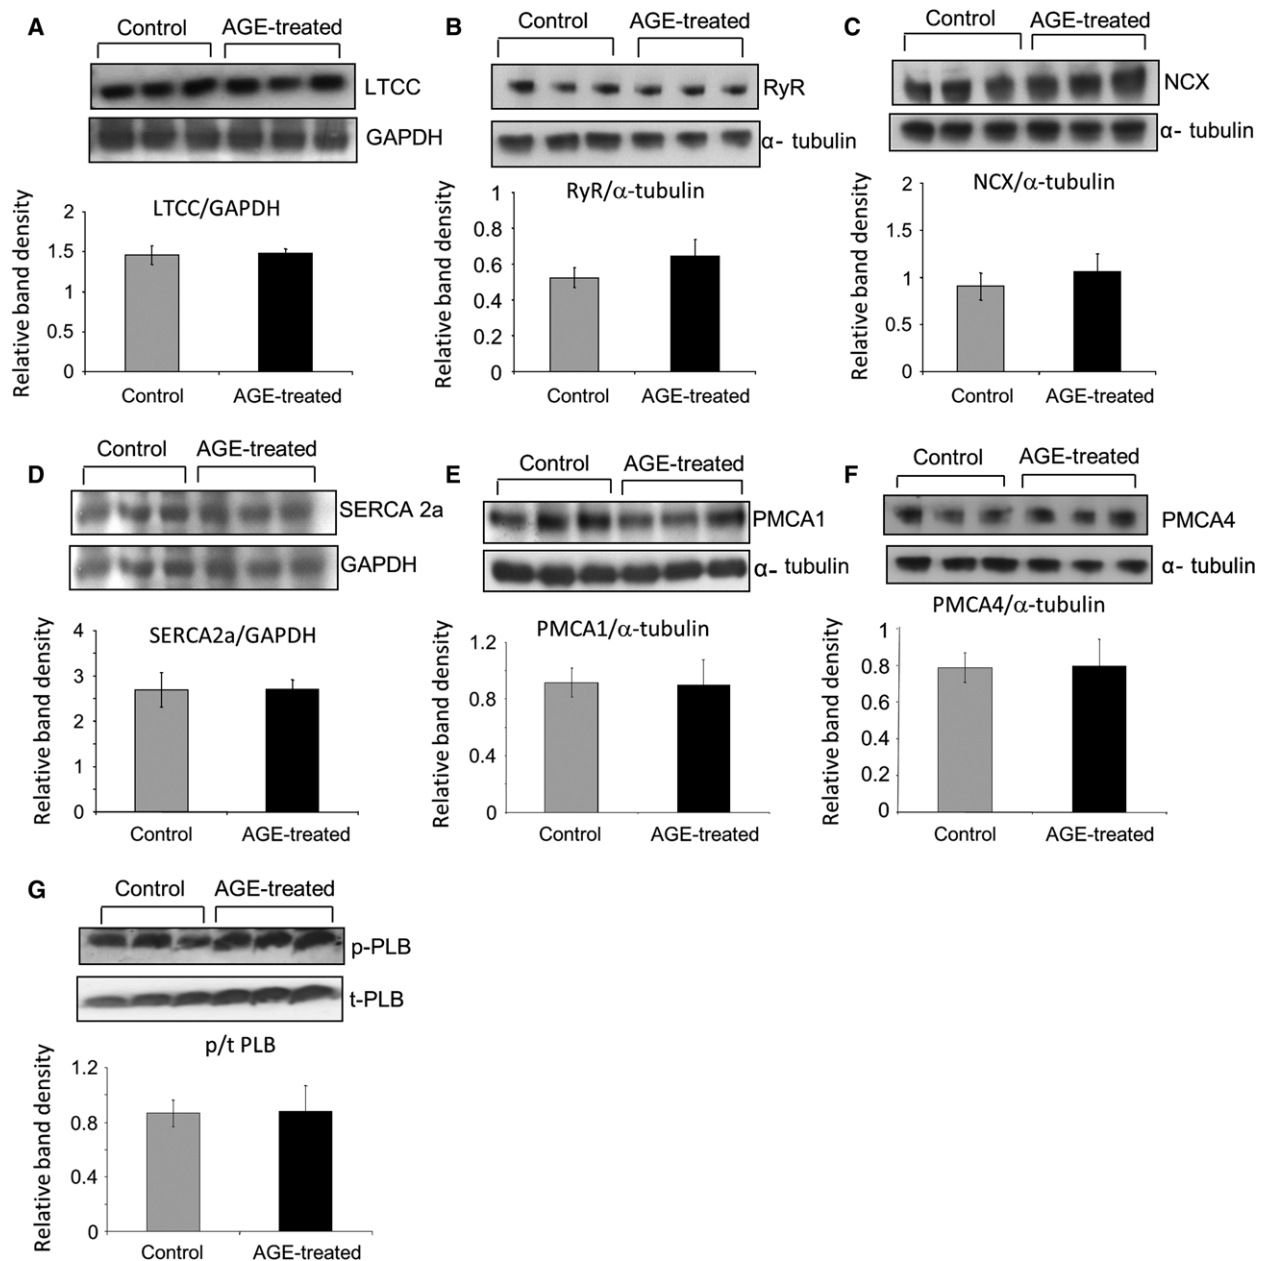 A
Control AGE-treated
LTCC
GAPDH
LTCC/GAPDH
Relative band density
2
1.5
1
0.5
0
Control AGE-treated
B
Control AGE-treated
RyR
α- tubulin
RyR/α-tubulin
Relative band density
1
0.8
0.6
0.4
0.2
0
Control AGE-treated
C
Control AGE-treated
NCX
α- tubulin
NCX/α-tubulin
Relative band density
2
1.5
1
0.5
0
Control AGE-treated
D
Control AGE-treated
SERCA 2a
GAPDH
SERCA2a/GAPDH
Relative band density
4
3
2
1
0
Control AGE-treated
E
Control AGE-treated
PMCA1
α- tubulin
PMCA1/α-tubulin
Relative band density
1.2
0.8
0.4
0
Control AGE-treated
F
Control AGE-treated
PMCA4
α- tubulin
PMCA4/α-tubulin
Relative band density
1
0.8
0.6
0.4
0.2
0
Control AGE-treated
G
Control AGE-treated
p-PLB
t-PLB
p/t PLB
Relative band density
1.2
0.8
0.4
0
Control AGE-treated